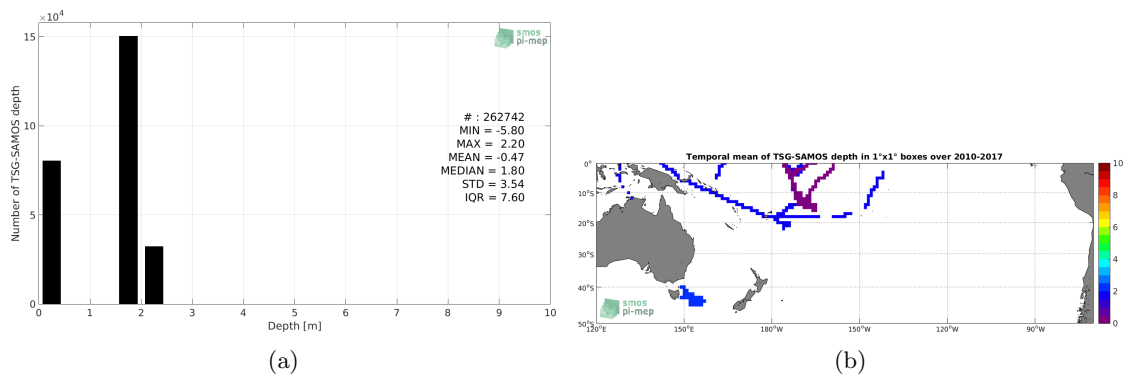 ×10⁴
15
10
5
0
0 1 2 3 4 5 6 7 8 9 10
Number of TSG-SAMOS depth
Depth [m]
smos
pi-mep
# : 262742
MIN = -5.80
MAX = 2.20
MEAN = -0.47
MEDIAN = 1.80
STD = 3.54
IQR = 7.60
(a)
Temporal mean of TSG-SAMOS depth in 1°x1° boxes over 2010-2017
0°
10°S
20°S
30°S
40°S
50°S
120°E 150°E 180°W 150°W 120°W 90°W
10
8
6
4
2
0
smos
pi-mep
(b)